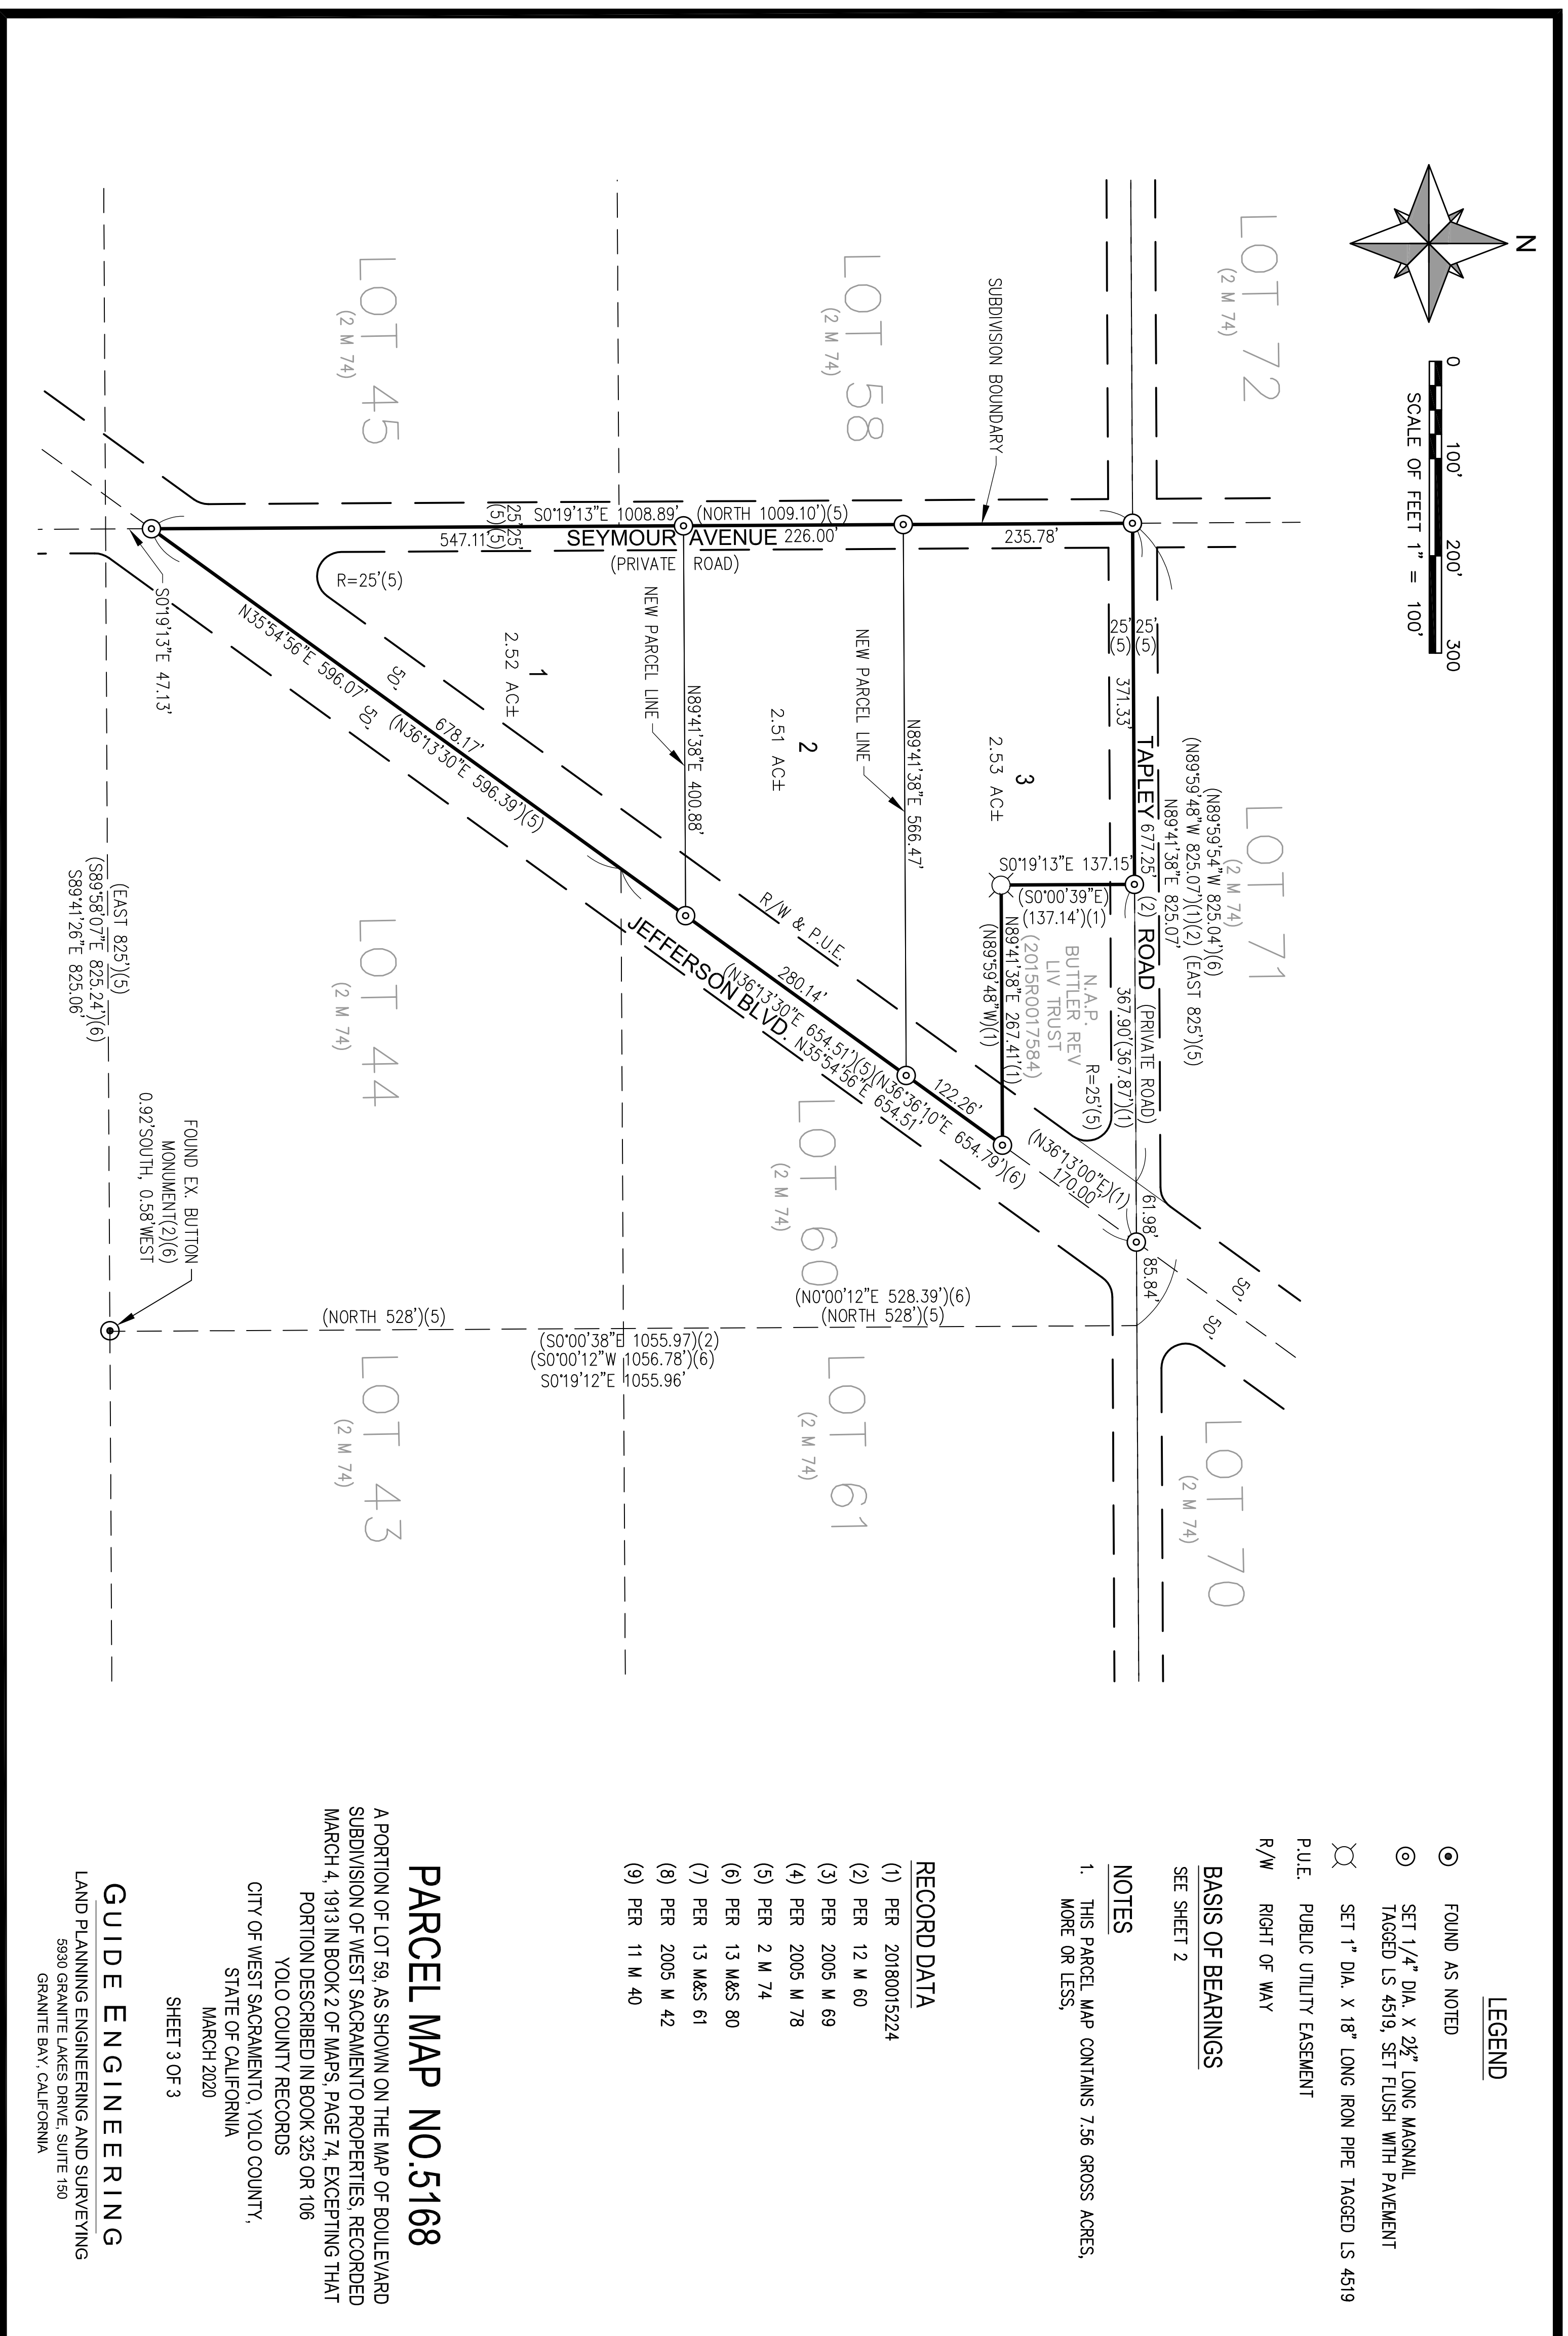 N
0 100' 200' 300
SCALE OF FEET 1" = 100'
LOT 72
(2 M 74)
LOT 71
(2 M 74)
LOT 70
(2 M 74)
LOT 58
(2 M 74)
LOT 45
(2 M 74)
LOT 44
(2 M 74)
LOT 60
(2 M 74)
LOT 61
(2 M 74)
LOT 43
(2 M 74)
SUBDIVISION BOUNDARY
S0°19'13"E 1008.89'
(NORTH 1009.10')(5)
25' 25'
(5)(5)
547.11'
SEYMOUR AVENUE
226.00'
235.78'
(PRIVATE ROAD)
R=25'(5)
S0°19'13"E 47.13'
N35°54'56"E 596.07'
678.17'
(N36°13'30"E 596.39')(5)
50'
50'
1
2.52 AC±
NEW PARCEL LINE
N89°41'38"E 400.88'
2
2.51 AC±
NEW PARCEL LINE
N89°41'38"E 566.47'
3
2.53 AC±
25' 25'
(5) (5)
371.33'
TAPLEY 677.25' (2) ROAD (PRIVATE ROAD)
(N89°59'54"W 825.04')(6)
(N89°59'48"W 825.07')(1)(2) (EAST 825')(5)
N89°41'38"E 825.07'
367.90'(367.87')(1)
61.98'
85.84'
S0°19'13"E 137.15'
(S0°00'39"E)
(137.14')(1)
N89°41'38"E 267.41'(1)
(N89°59'48"W)(1)
N.A.P.
BUTTLER REV
LIV TRUST
(2015R0017584)
R=25'(5)
R/W & P.U.E.
JEFFERSON BLVD.
280.14'
122.26'
(N36°13'30"E 654.51')(5)(N36°36'10"E 654.79')(6)
N35°54'56"E 654.51'
(N36°13'00"E)(1)
170.00'
50'
50'
(EAST 825')(5)
(S89°58'07"E 825.24')(6)
S89°41'26"E 825.06'
FOUND EX. BUTTON
MONUMENT(2)(6)
0.92'SOUTH, 0.58'WEST
(NORTH 528')(5)
(N0°00'12"E 528.39')(6)
(NORTH 528')(5)
(S0°00'38"E 1055.97)(2)
(S0°00'12"W 1056.78')(6)
S0°19'12"E 1055.96'
LEGEND
FOUND AS NOTED
SET 1/4" DIA. X 2½" LONG MAGNAIL
TAGGED LS 4519, SET FLUSH WITH PAVEMENT
SET 1" DIA. X 18" LONG IRON PIPE TAGGED LS 4519
P.U.E. PUBLIC UTILITY EASEMENT
R/W RIGHT OF WAY
BASIS OF BEARINGS
SEE SHEET 2
NOTES
1. THIS PARCEL MAP CONTAINS 7.56 GROSS ACRES,
MORE OR LESS,
RECORD DATA
(1) PER 20180015224
(2) PER 12 M 60
(3) PER 2005 M 69
(4) PER 2005 M 78
(5) PER 2 M 74
(6) PER 13 M&S 80
(7) PER 13 M&S 61
(8) PER 2005 M 42
(9) PER 11 M 40
PARCEL MAP NO.5168
A PORTION OF LOT 59, AS SHOWN ON THE MAP OF BOULEVARD
SUBDIVISION OF WEST SACRAMENTO PROPERTIES, RECORDED
MARCH 4, 1913 IN BOOK 2 OF MAPS, PAGE 74, EXCEPTING THAT
PORTION DESCRIBED IN BOOK 325 OR 106
YOLO COUNTY RECORDS
CITY OF WEST SACRAMENTO, YOLO COUNTY,
STATE OF CALIFORNIA
MARCH 2020
SHEET 3 OF 3
GUIDE ENGINEERING
LAND PLANNING ENGINEERING AND SURVEYING
5930 GRANITE LAKES DRIVE, SUITE 150
GRANITE BAY, CALIFORNIA